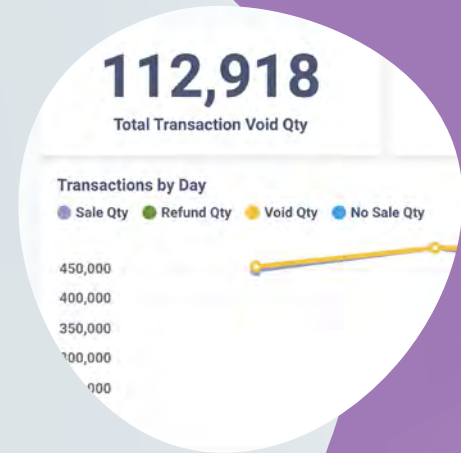 112,918
Total Transaction Void Qty
Transactions by Day
Sale Qty Refund Qty Void Qty No Sale Qty
450,000
400,000
350,000